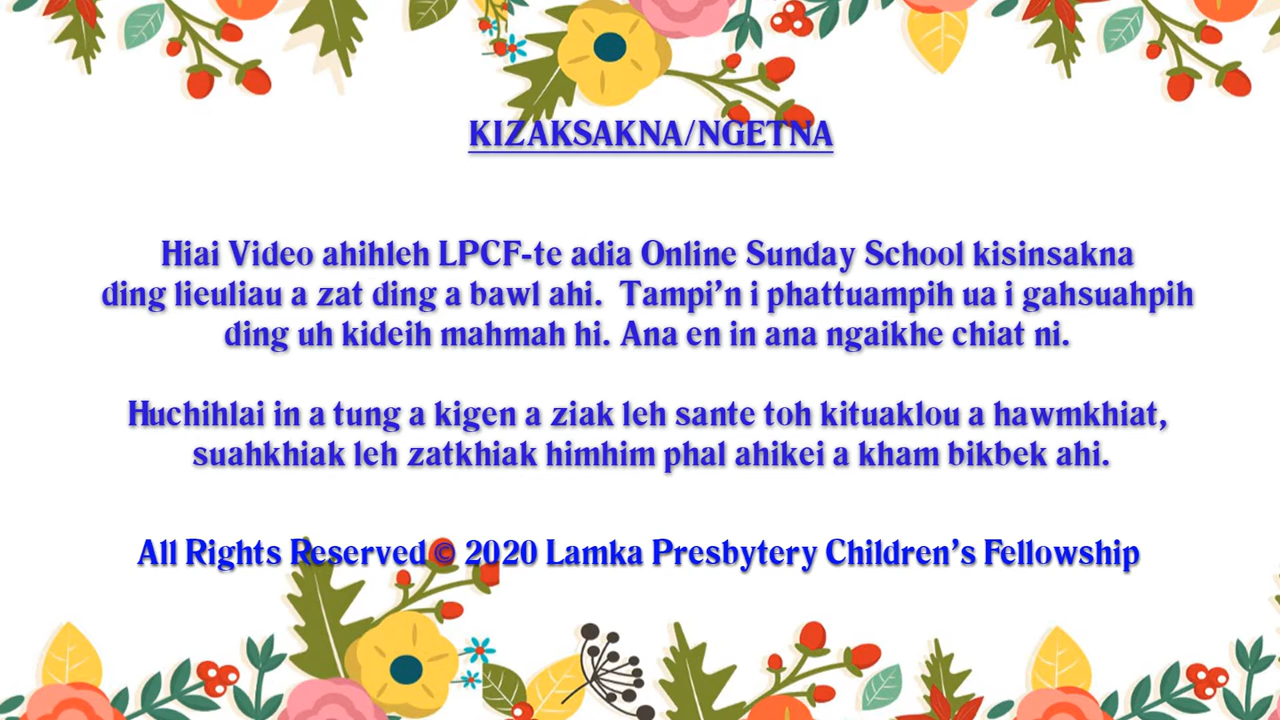 KIZAKSAKNA/NGETNA
Hiai Video ahihleh LPCF-te adia Online Sunday School kisinsakna
ding lieuliau a zat ding a bawl ahi.  Tampi’n i phattuampih ua i gahsuahpih
ding uh kideih mahmah hi. Ana en in ana ngaikhe chiat ni.
Huchihlai in a tung a kigen a ziak leh sante toh kituaklou a hawmkhiat,
suahkhiak leh zatkhiak himhim phal ahikei a kham bikbek ahi.
All Rights Reserved © 2020 Lamka Presbytery Children’s Fellowship